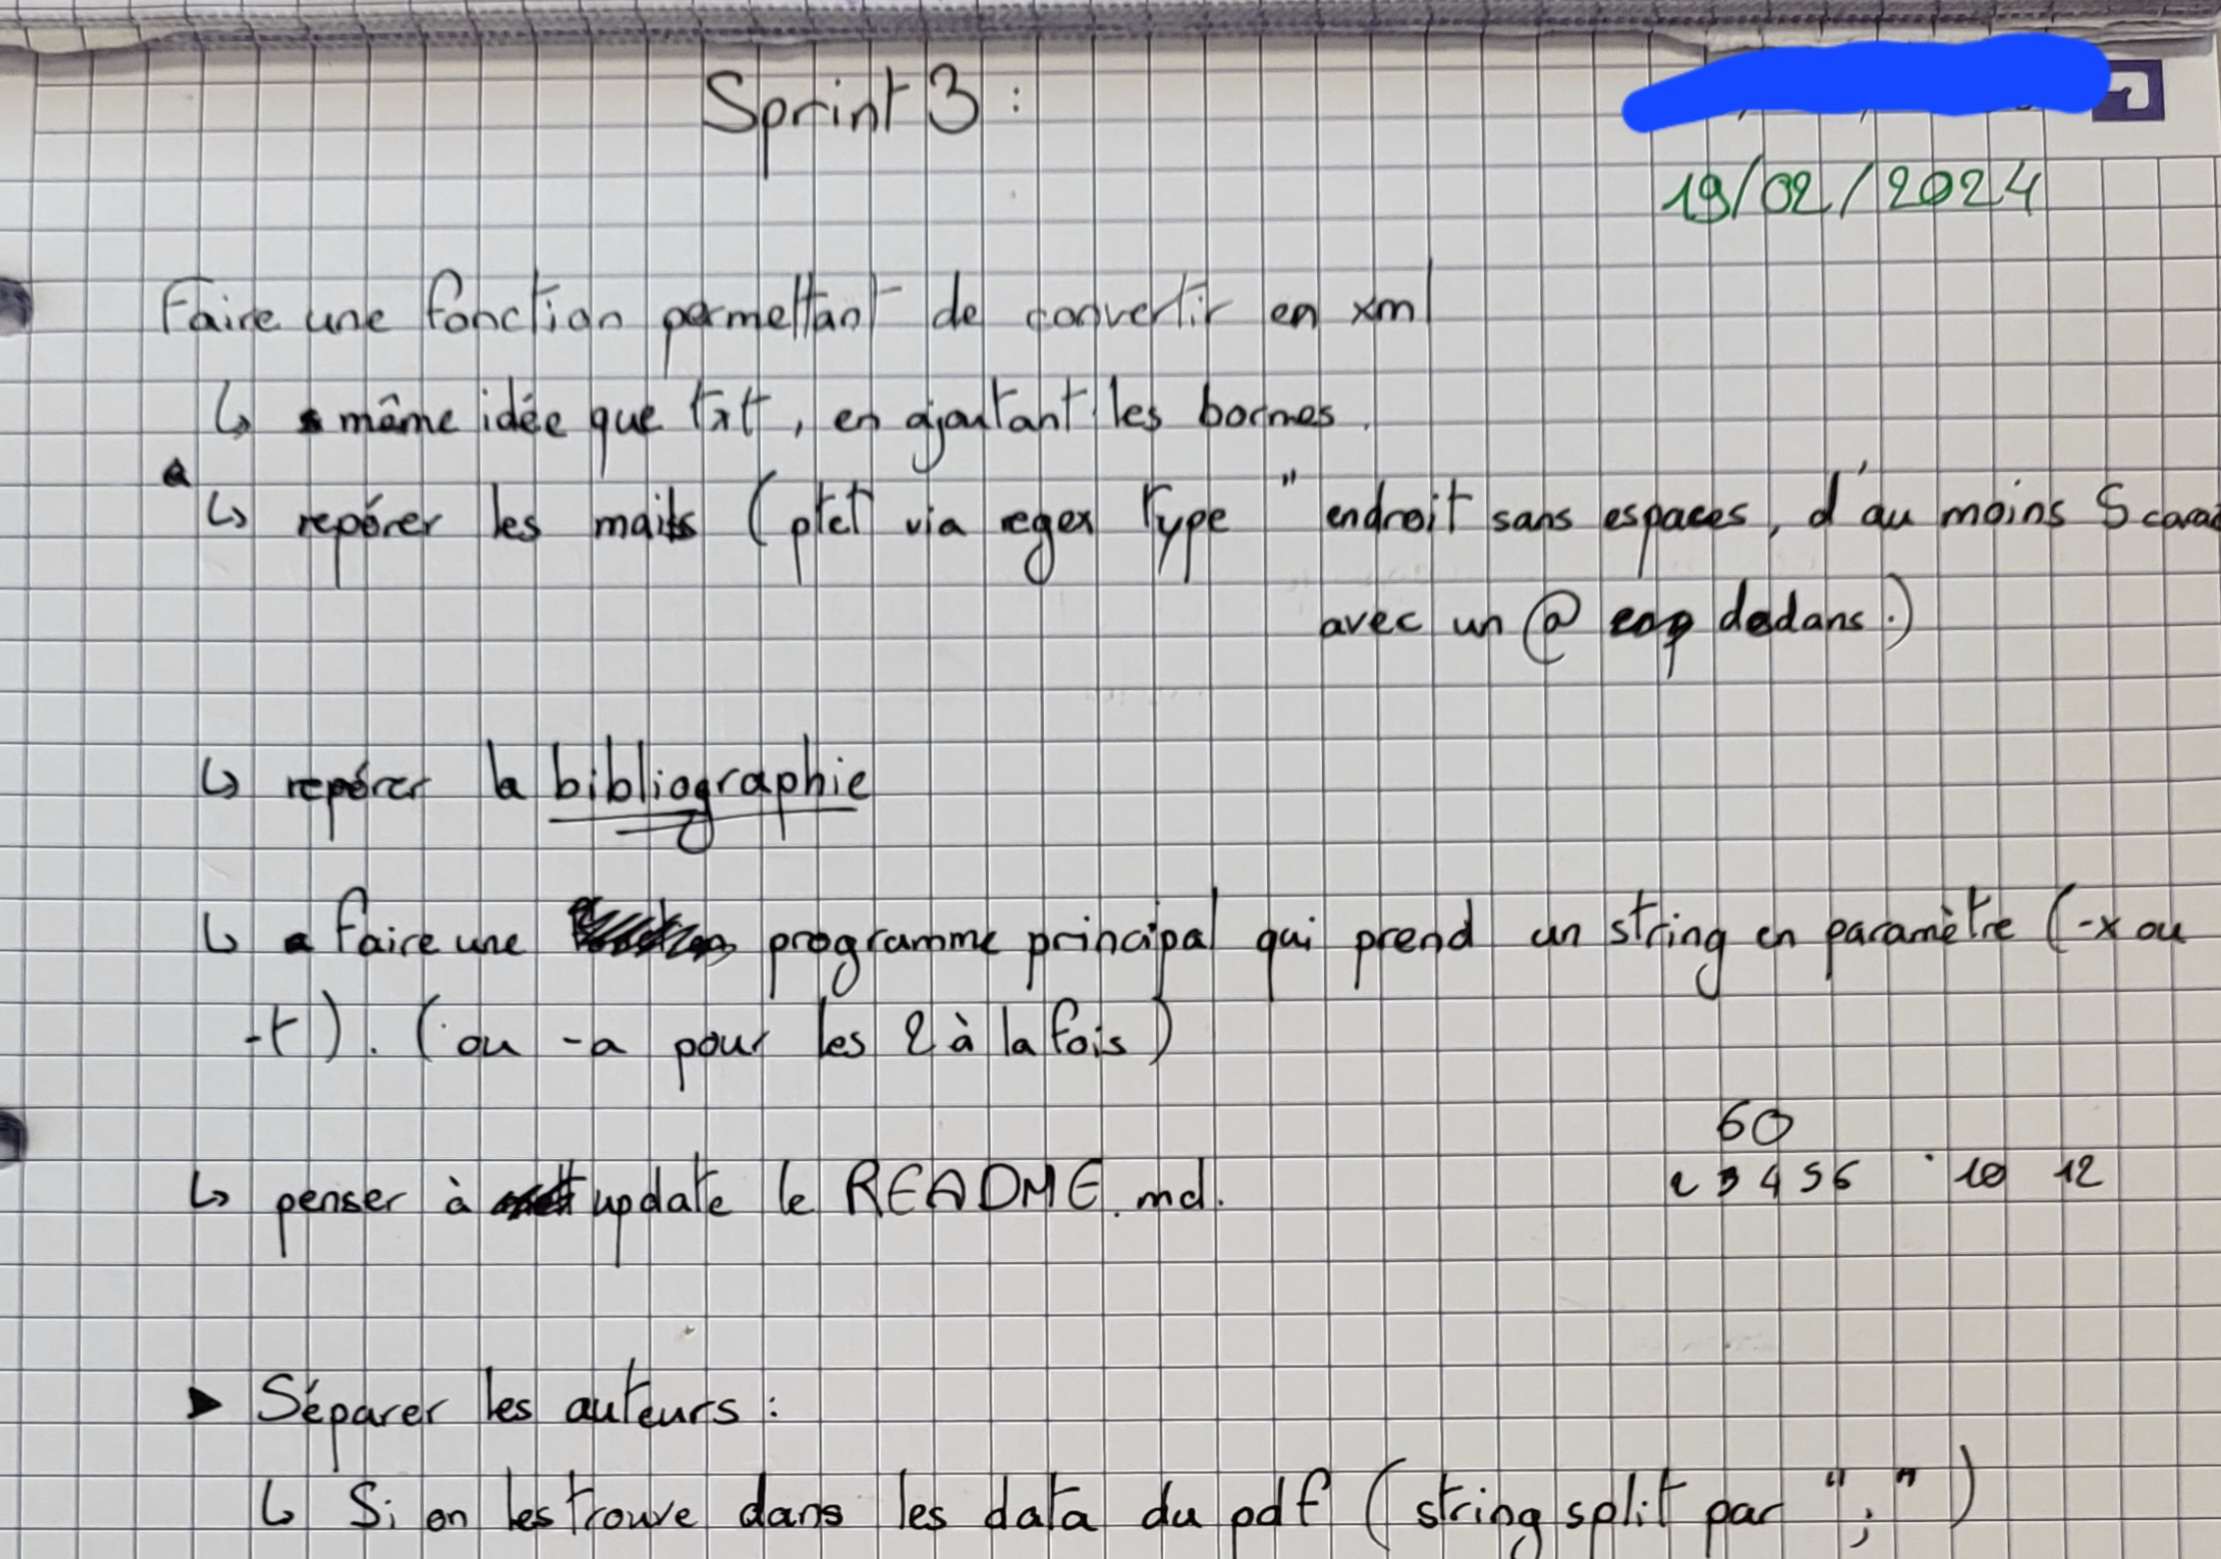 Sprint 3 :
19/02/2024
Faire une fonction permettant de convertir en xml
↳ même idée que txt, en ajoutant les bornes.
↳ repérer les mails (ptet via regex type " endroit sans espaces, d'au moins 5 carac
avec un @ dedans.)
↳ repérer la bibliographie
↳ faire une programme principal qui prend un string en paramètre (-x ou
-t). (ou -a pour les 2 à la fois)
60
2 3 4 5 6 10 12
↳ penser à update le README.md.
► Séparer les auteurs :
↳ Si on les trouve dans les data du pdf (string split par " ; ")